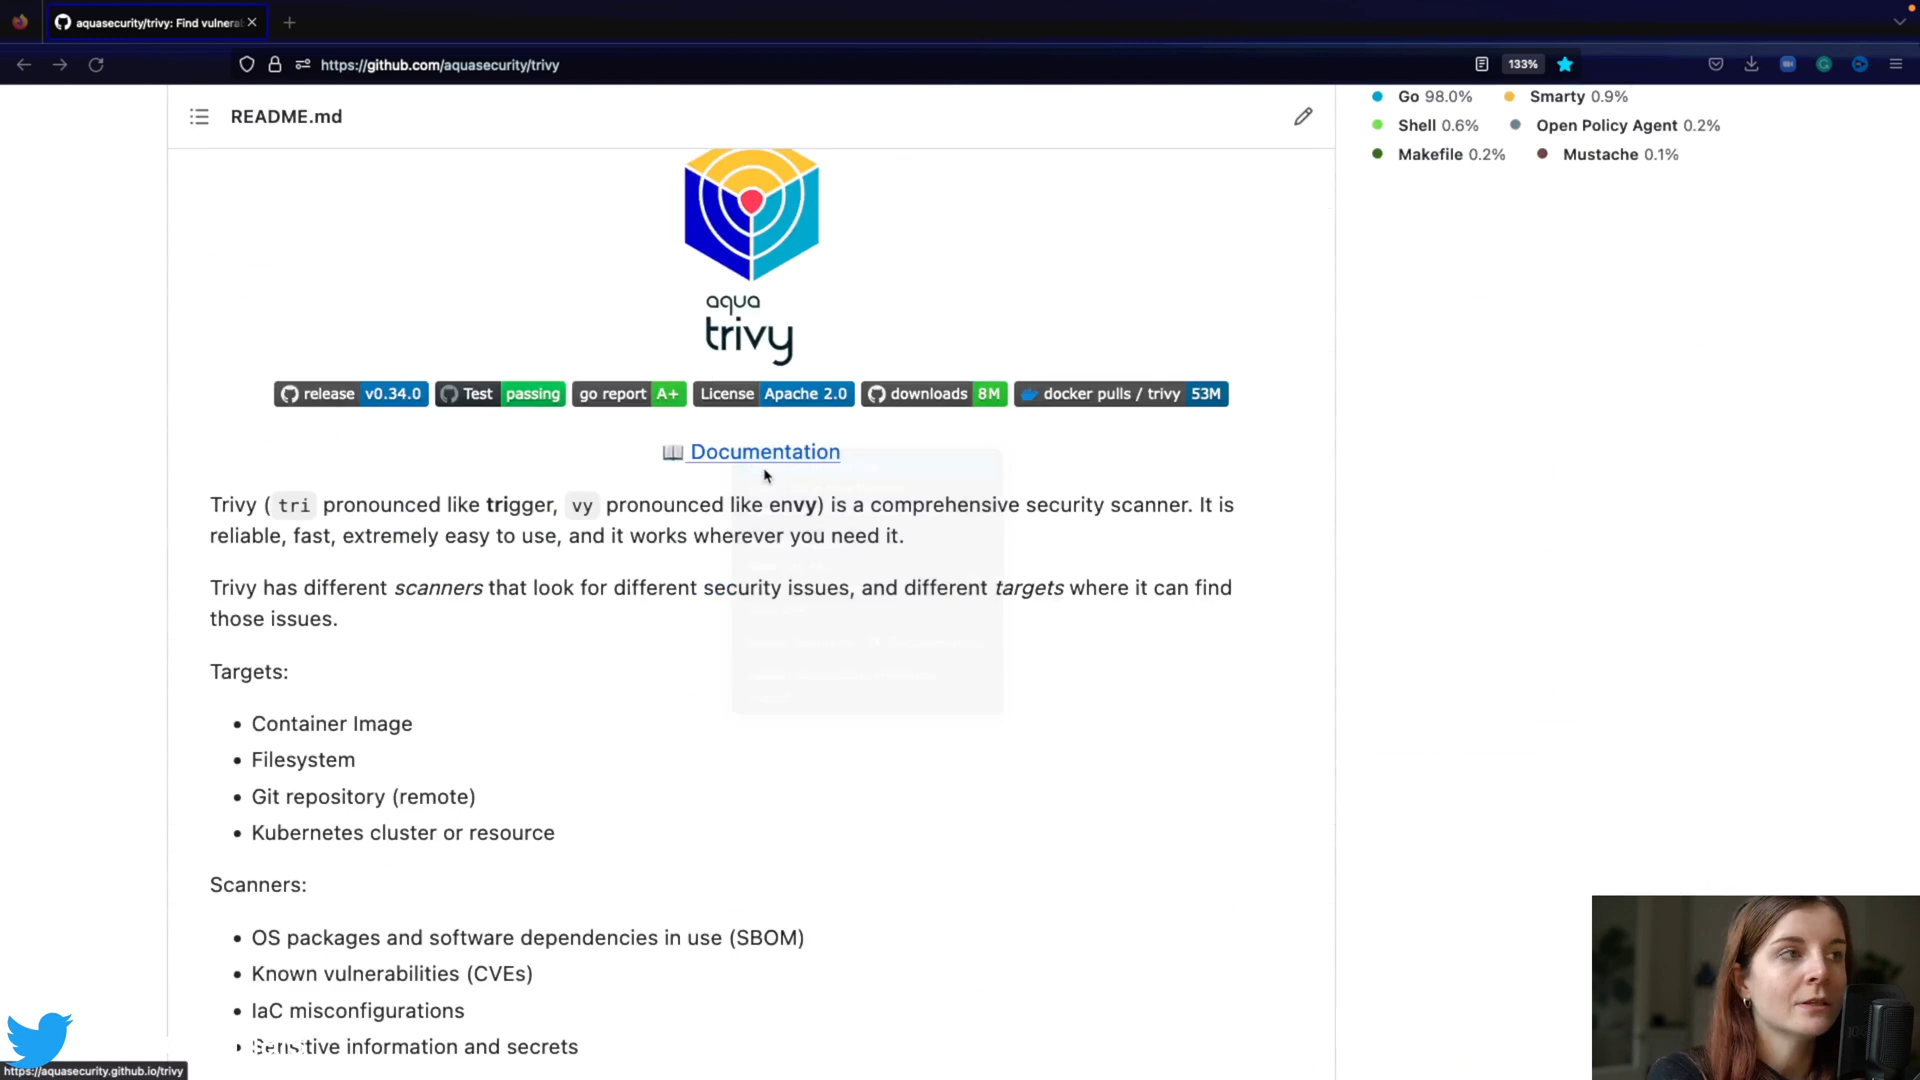 aquasecurity/trivy: Find vulnera
https://github.com/aquasecurity/trivy
133%
README.md
Go 98.0%
Smarty 0.9%
Shell 0.6%
Open Policy Agent 0.2%
Makefile 0.2%
Mustache 0.1%
aqua
trivy
release v0.34.0
Test passing
go report A+
License Apache 2.0
downloads 8M
docker pulls / trivy 53M
📖 Documentation
Trivy ( tri pronounced like trigger, vy pronounced like envy) is a comprehensive security scanner. It is
reliable, fast, extremely easy to use, and it works wherever you need it.
Trivy has different scanners that look for different security issues, and different targets where it can find
those issues.
Targets:
• Container Image
• Filesystem
• Git repository (remote)
• Kubernetes cluster or resource
Scanners:
• OS packages and software dependencies in use (SBOM)
• Known vulnerabilities (CVEs)
• IaC misconfigurations
• Sensitive information and secrets
https://aquasecurity.github.io/trivy